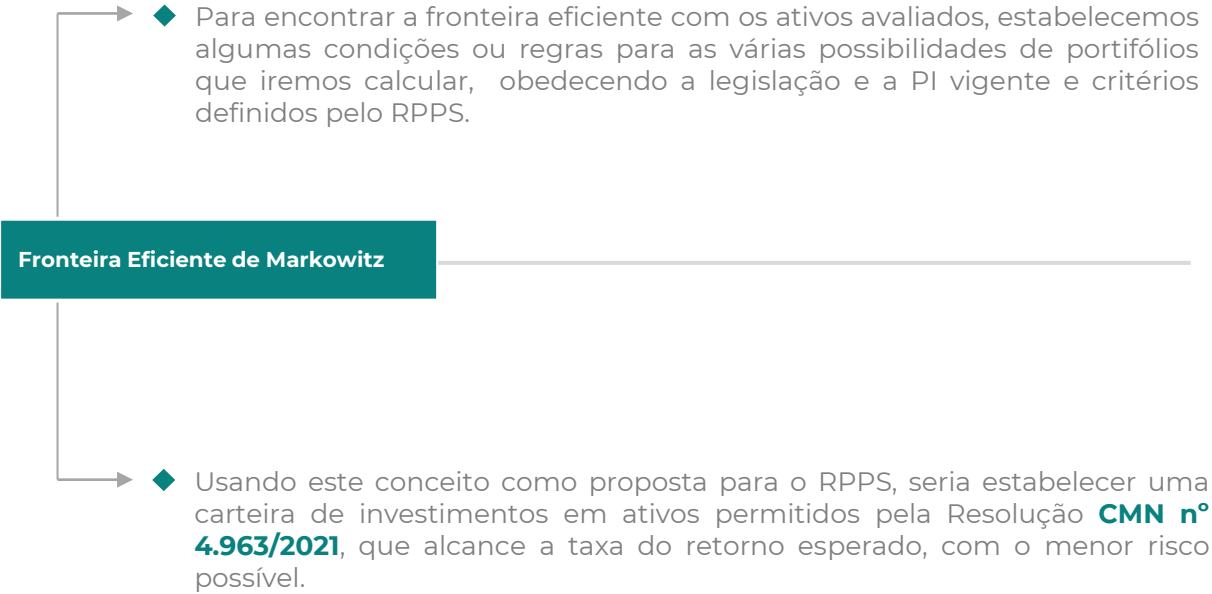 Para encontrar a fronteira eficiente com os ativos avaliados, estabelecemos
algumas condições ou regras para as várias possibilidades de portifólios
que iremos calcular, obedecendo a legislação e a PI vigente e critérios
definidos pelo RPPS.
Fronteira Eficiente de Markowitz
Usando este conceito como proposta para o RPPS, seria estabelecer uma
carteira de investimentos em ativos permitidos pela Resolução CMN nº
4.963/2021, que alcance a taxa do retorno esperado, com o menor risco
possível.